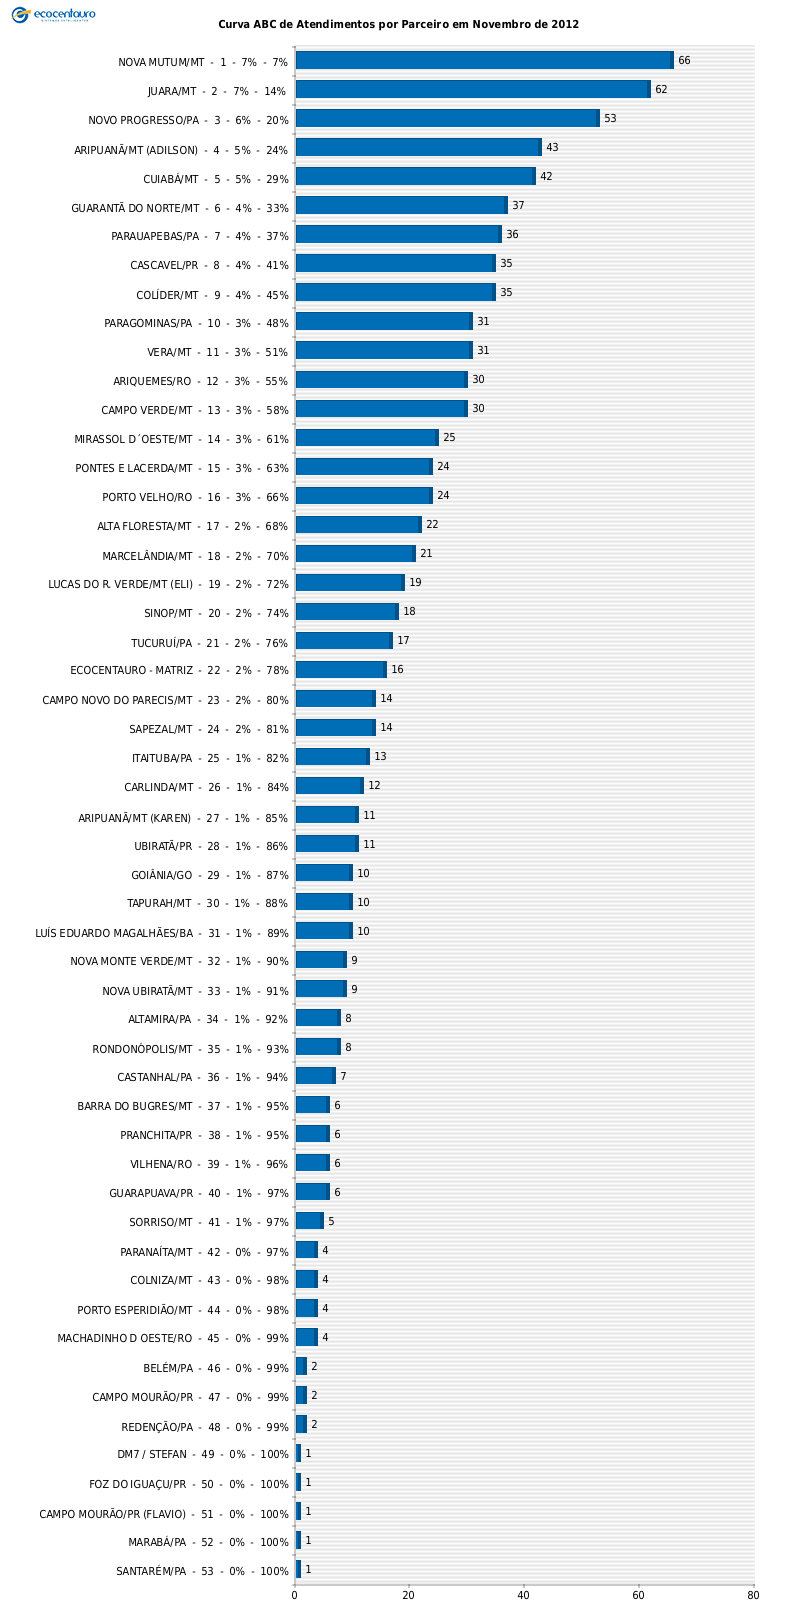 ecocentauro
Curva ABC de Atendimentos por Parceiro em Novembro de 2012
NOVA MUTUM/MT - 1 - 7% - 7% 66
JUARA/MT - 2 - 7% - 14% 62
NOVO PROGRESSO/PA - 3 - 6% - 20% 53
ARIPUANÃ/MT (ADILSON) - 4 - 5% - 24% 43
CUIABÁ/MT - 5 - 5% - 29% 42
GUARANTÃ DO NORTE/MT - 6 - 4% - 33% 37
PARAUAPEBAS/PA - 7 - 4% - 37% 36
CASCAVEL/PR - 8 - 4% - 41% 35
COLÍDER/MT - 9 - 4% - 45% 35
PARAGOMINAS/PA - 10 - 3% - 48% 31
VERA/MT - 11 - 3% - 51% 31
ARIQUEMES/RO - 12 - 3% - 55% 30
CAMPO VERDE/MT - 13 - 3% - 58% 30
MIRASSOL D´OESTE/MT - 14 - 3% - 61% 25
PONTES E LACERDA/MT - 15 - 3% - 63% 24
PORTO VELHO/RO - 16 - 3% - 66% 24
ALTA FLORESTA/MT - 17 - 2% - 68% 22
MARCELÂNDIA/MT - 18 - 2% - 70% 21
LUCAS DO R. VERDE/MT (ELI) - 19 - 2% - 72% 19
SINOP/MT - 20 - 2% - 74% 18
TUCURUÍ/PA - 21 - 2% - 76% 17
ECOCENTAURO - MATRIZ - 22 - 2% - 78% 16
CAMPO NOVO DO PARECIS/MT - 23 - 2% - 80% 14
SAPEZAL/MT - 24 - 2% - 81% 14
ITAITUBA/PA - 25 - 1% - 82% 13
CARLINDA/MT - 26 - 1% - 84% 12
ARIPUANÃ/MT (KAREN) - 27 - 1% - 85% 11
UBIRATÃ/PR - 28 - 1% - 86% 11
GOIÂNIA/GO - 29 - 1% - 87% 10
TAPURAH/MT - 30 - 1% - 88% 10
LUÍS EDUARDO MAGALHÃES/BA - 31 - 1% - 89% 10
NOVA MONTE VERDE/MT - 32 - 1% - 90% 9
NOVA UBIRATÃ/MT - 33 - 1% - 91% 9
ALTAMIRA/PA - 34 - 1% - 92% 8
RONDONÓPOLIS/MT - 35 - 1% - 93% 8
CASTANHAL/PA - 36 - 1% - 94% 7
BARRA DO BUGRES/MT - 37 - 1% - 95% 6
PRANCHITA/PR - 38 - 1% - 95% 6
VILHENA/RO - 39 - 1% - 96% 6
GUARAPUAVA/PR - 40 - 1% - 97% 6
SORRISO/MT - 41 - 1% - 97% 5
PARANAÍTA/MT - 42 - 0% - 97% 4
COLNIZA/MT - 43 - 0% - 98% 4
PORTO ESPERIDIÃO/MT - 44 - 0% - 98% 4
MACHADINHO D OESTE/RO - 45 - 0% - 99% 4
BELÉM/PA - 46 - 0% - 99% 2
CAMPO MOURÃO/PR - 47 - 0% - 99% 2
REDENÇÃO/PA - 48 - 0% - 99% 2
DM7 / STEFAN - 49 - 0% - 100% 1
FOZ DO IGUAÇU/PR - 50 - 0% - 100% 1
CAMPO MOURÃO/PR (FLAVIO) - 51 - 0% - 100% 1
MARABÁ/PA - 52 - 0% - 100% 1
SANTARÉM/PA - 53 - 0% - 100% 1
0 20 40 60 80